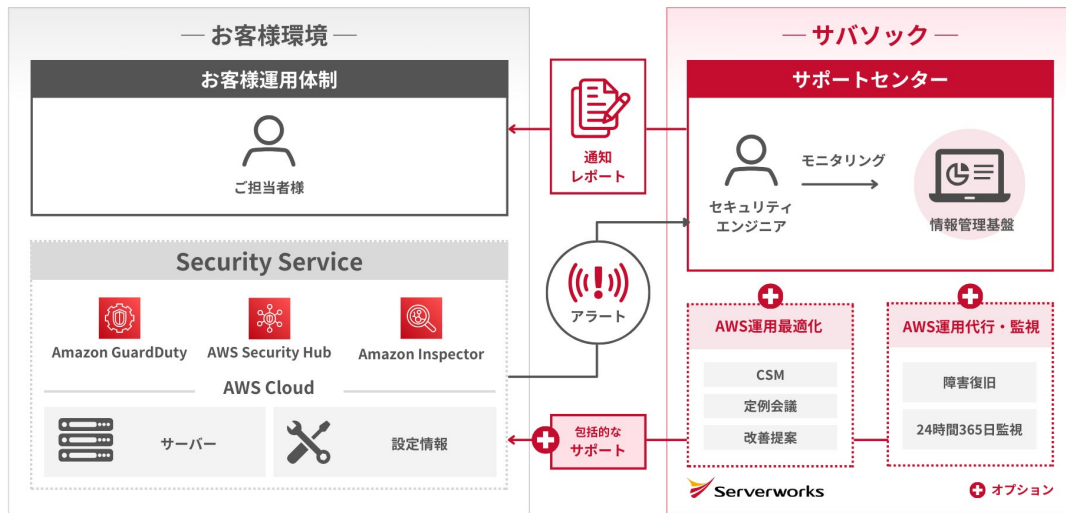 お客様環境
お客様運用体制
ご担当者様
Security Service
Amazon GuardDuty
AWS Security Hub
Amazon Inspector
AWS Cloud
サーバー
設定情報
通知
レポート
アラート
包括的な
サポート
サバソック
サポートセンター
セキュリティ
エンジニア
モニタリング
情報管理基盤
AWS運用最適化
CSM
定例会議
改善提案
AWS運用代行・監視
障害復旧
24時間365日監視
Serverworks
オプション